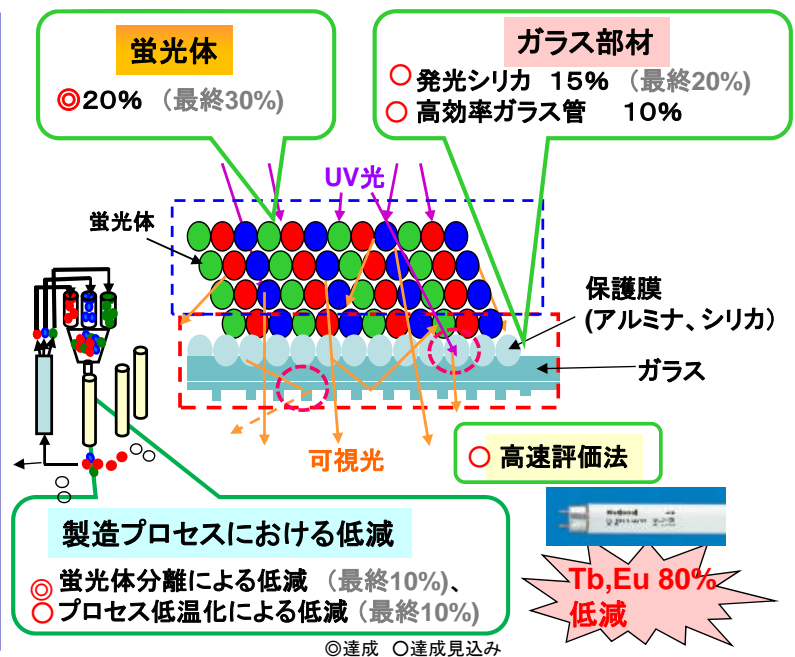 蛍光体
◎20% (最終30%)
ガラス部材
○発光シリカ 15% (最終20%)
○高効率ガラス管 10%
UV光
蛍光体
保護膜
(アルミナ、シリカ)
ガラス
可視光
○ 高速評価法
製造プロセスにおける低減
◎蛍光体分離による低減 (最終10%)、
○プロセス低温化による低減(最終10%)
National
Tb,Eu 80%
低減
◎達成 ○達成見込み